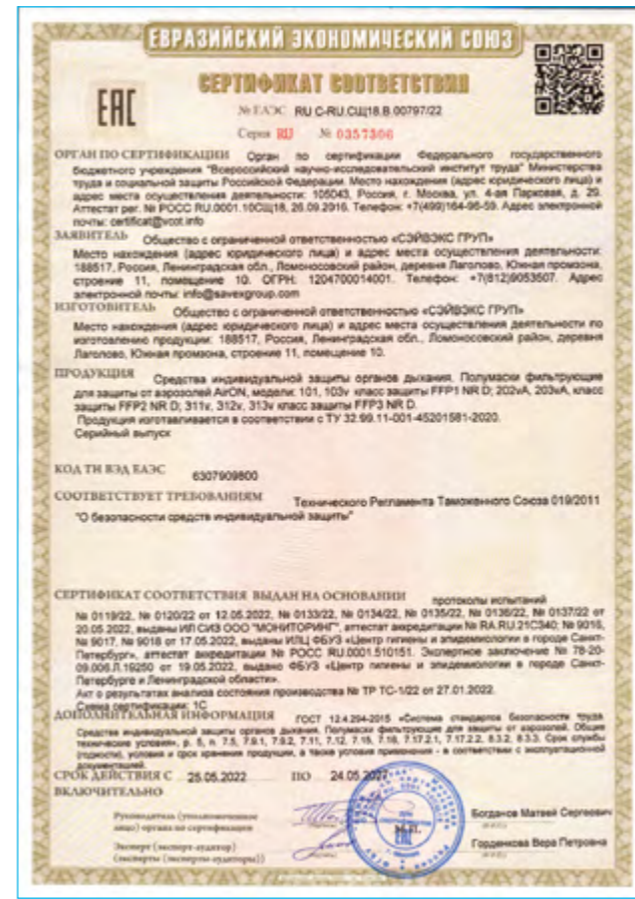 ЕВРАЗИЙСКИЙ ЭКОНОМИЧЕСКИЙ СОЮЗ
EAC
СЕРТИФИКАТ СООТВЕТСТВИЯ
№ ЕАЭС RU C-RU.СЩ18.В.00797/22
Серия RU № 0357306
ОРГАН ПО СЕРТИФИКАЦИИ Орган по сертификации Федерального государственного
бюджетного учреждения "Всероссийский научно-исследовательский институт труда" Министерства
труда и социальной защиты Российской Федерации. Место нахождения (адрес юридического лица) и
адрес места осуществления деятельности: 105043, Россия, г. Москва, ул. 4-ая Парковая, д. 29.
Аттестат рег. № РОСС RU.0001.10СЩ18, 26.09.2016. Телефон: +7(499)164-96-59. Адрес электронной
почты: certificat@vcot.info
ЗАЯВИТЕЛЬ Общество с ограниченной ответственностью «СЭЙВЭКС ГРУП»
Место нахождения (адрес юридического лица) и адрес места осуществления деятельности:
188517, Россия, Ленинградская обл., Ломоносовский район, деревня Лаголово, Южная промзона,
строение 11, помещение 10. ОГРН: 1204700014001. Телефон: +7(812)9053507. Адрес
электронной почты: info@savexgroup.com
ИЗГОТОВИТЕЛЬ Общество с ограниченной ответственностью «СЭЙВЭКС ГРУП»
Место нахождения (адрес юридического лица) и адрес места осуществления деятельности по
изготовлению продукции: 188517, Россия, Ленинградская обл., Ломоносовский район, деревня
Лаголово, Южная промзона, строение 11, помещение 10.
ПРОДУКЦИЯ Средства индивидуальной защиты органов дыхания. Полумаски фильтрующие
для защиты от аэрозолей AirON, модели: 101, 103v класс защиты FFP1 NR D; 202vA, 203vA, класс
защиты FFP2 NR D; 311v, 312v, 313v класс защиты FFP3 NR D.
Продукция изготавливается в соответствии с ТУ 32.99.11-001-45201581-2020.
Серийный выпуск
КОД ТН ВЭД ЕАЭС 6307909800
СООТВЕТСТВУЕТ ТРЕБОВАНИЯМ Технического Регламента Таможенного Союза 019/2011
"О безопасности средств индивидуальной защиты"
СЕРТИФИКАТ СООТВЕТСТВИЯ ВЫДАН НА ОСНОВАНИИ протоколы испытаний
№ 0119/22, № 0120/22 от 12.05.2022, № 0133/22, № 0134/22, № 0135/22, № 0136/22, № 0137/22 от
20.05.2022, выданы ИЛ СИЗ ООО "МОНИТОРИНГ", аттестат аккредитации № RA.RU.21СЗ40; № 9016,
№ 9017, № 9018 от 17.05.2022, выданы ИЛЦ ФБУЗ «Центр гигиены и эпидемиологии в городе Санкт-
Петербург», аттестат аккредитации № РОСС RU.0001.510151. Экспертное заключение № 78-20-
09.006.Л.19250 от 19.05.2022, выдано ФБУЗ «Центр гигиены и эпидемиологии в городе Санкт-
Петербурге и Ленинградской области».
Акт о результатах анализа состояния производства № ТР ТС-1/22 от 27.01.2022.
Схема сертификации: 1С
ДОПОЛНИТЕЛЬНАЯ ИНФОРМАЦИЯ ГОСТ 12.4.294-2015 «Система стандартов безопасности труда.
Средства индивидуальной защиты органов дыхания. Полумаски фильтрующие для защиты от аэрозолей. Общие
технические условия», р. 5, п. 7.5, 7.9.1, 7.9.2, 7.11, 7.12, 7.15, 7.16, 7.17.2.1, 7.17.2.2, 8.3.2, 8.3.3. Срок службы
(годности), условия и срок хранения продукции, а также условия применения - в соответствии с эксплуатационной
документацией.
СРОК ДЕЙСТВИЯ С 25.05.2022 ПО 24.05.2027
ВКЛЮЧИТЕЛЬНО
Руководитель (уполномоченное
лицо) органа по сертификации
М.П.
Богданов Матвей Сергеевич
Эксперт (эксперт-аудитор)
(эксперты (эксперты-аудиторы))
Горденкова Вера Петровна